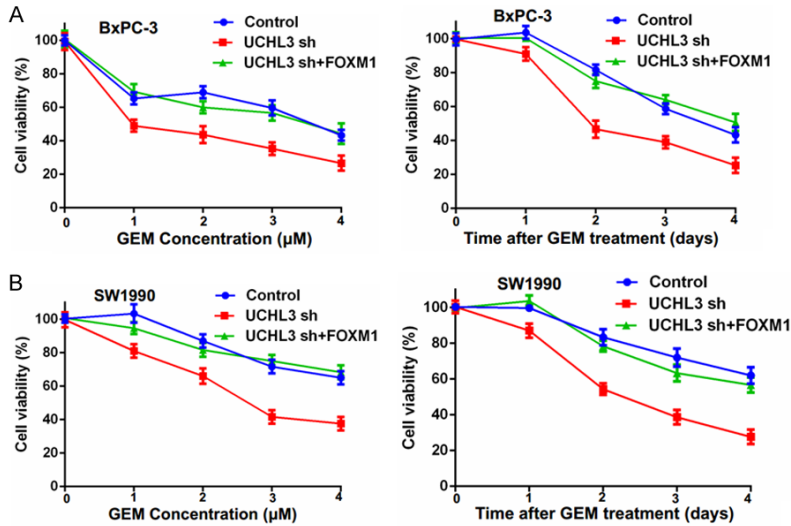 A
BxPC-3
Control
UCHL3 sh
UCHL3 sh+FOXM1
Cell viability (%)
100
80
60
40
20
0
0 1 2 3 4
GEM Concentration (μM)
BxPC-3
Control
UCHL3 sh
UCHL3 sh+FOXM1
Cell viability (%)
100
80
60
40
20
0
0 1 2 3 4
Time after GEM treatment (days)
B
SW1990
Control
UCHL3 sh
UCHL3 sh+FOXM1
Cell viability (%)
100
80
60
40
20
0
0 1 2 3 4
GEM Concentration (μM)
SW1990
Control
UCHL3 sh
UCHL3 sh+FOXM1
Cell viability (%)
100
80
60
40
20
0
0 1 2 3 4
Time after GEM treatment (days)